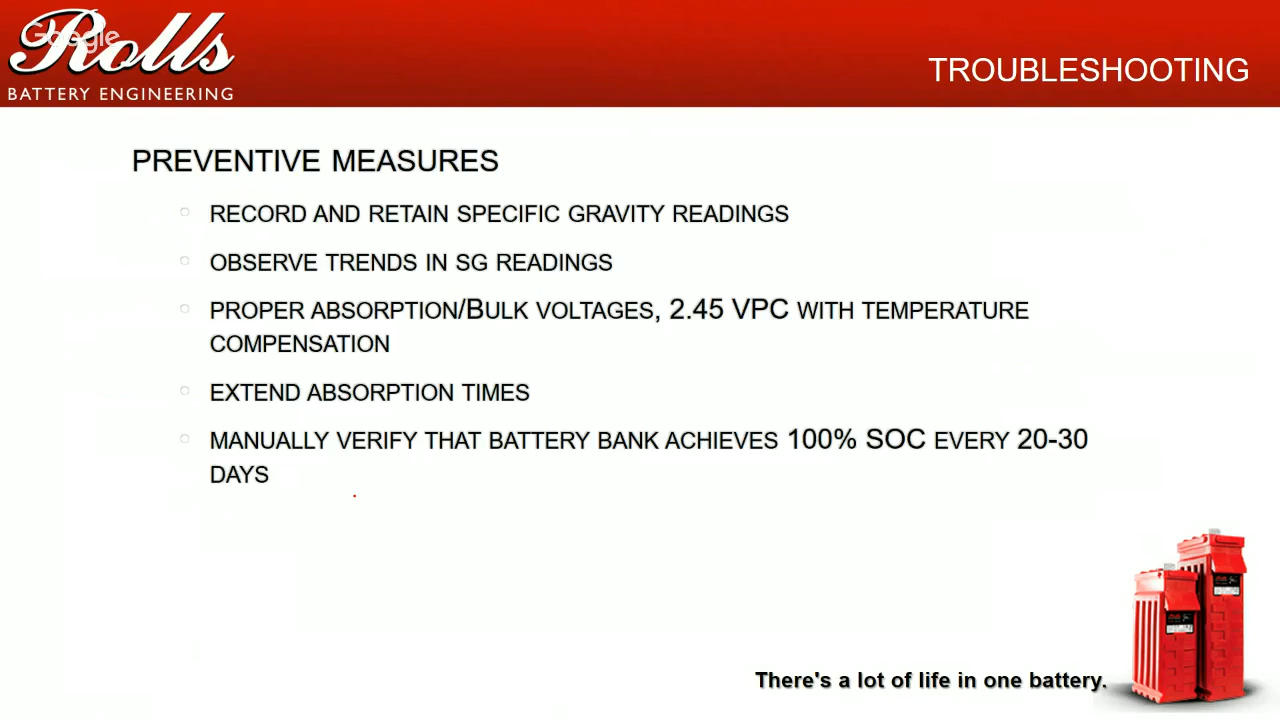 Rolls
Google
BATTERY ENGINEERING
TROUBLESHOOTING
PREVENTIVE MEASURES
RECORD AND RETAIN SPECIFIC GRAVITY READINGS
OBSERVE TRENDS IN SG READINGS
PROPER ABSORPTION/BULK VOLTAGES, 2.45 VPC WITH TEMPERATURE
COMPENSATION
EXTEND ABSORPTION TIMES
MANUALLY VERIFY THAT BATTERY BANK ACHIEVES 100% SOC EVERY 20-30
DAYS
There's a lot of life in one battery.